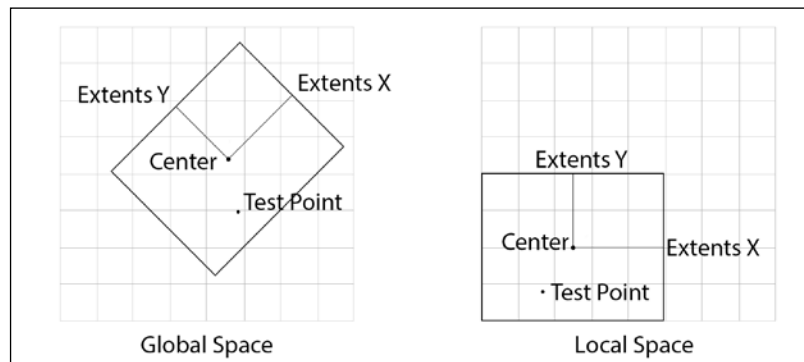 Extents Y
Extents X
Center
Test Point
Global Space
Extents Y
Center
Extents X
Test Point
Local Space